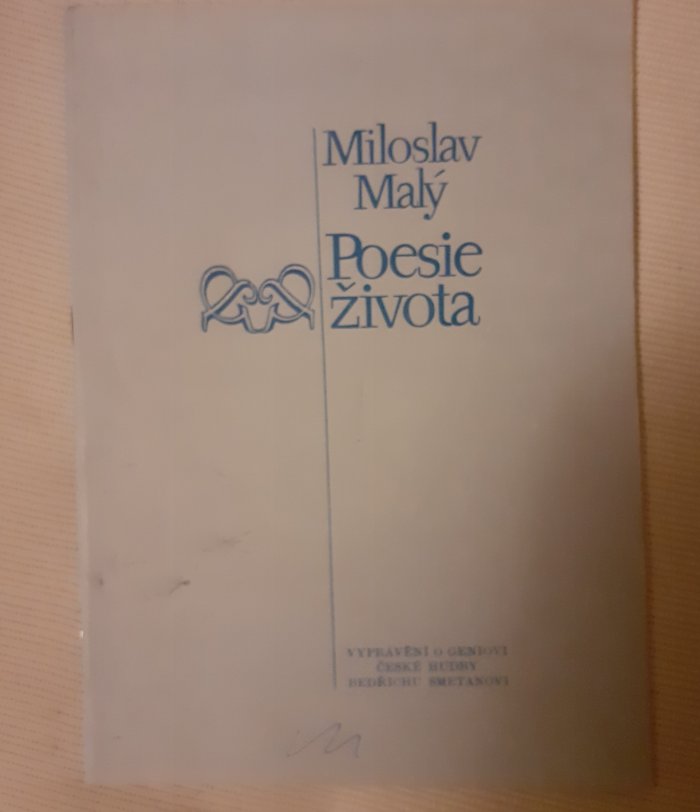 Miloslav
Malý
Poesie
života
VYPRAVĚNÍ O GENIOVI
ČESKÉ HUDBY
BEDŘICHU SMETANOVI